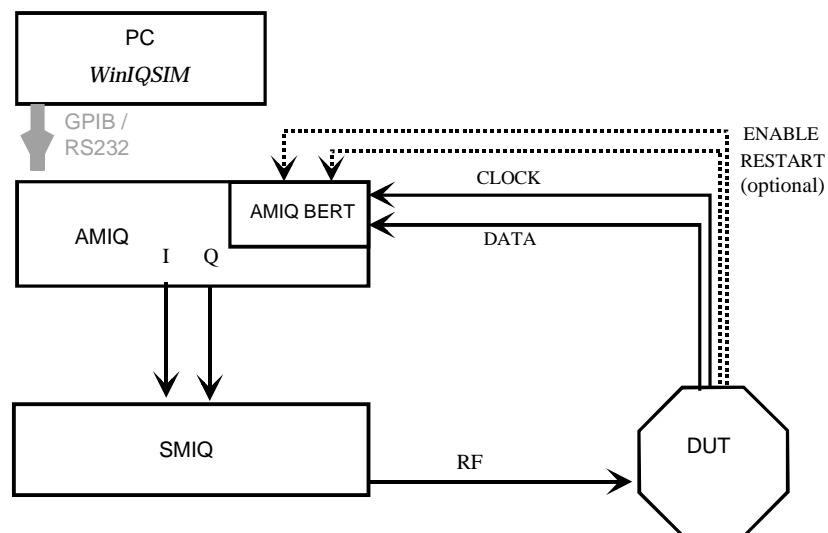 PC
WinIQSIM
GPIB /
RS232
ENABLE
RESTART
(optional)
CLOCK
AMIQ BERT
AMIQ
DATA
I Q
SMIQ
RF
DUT